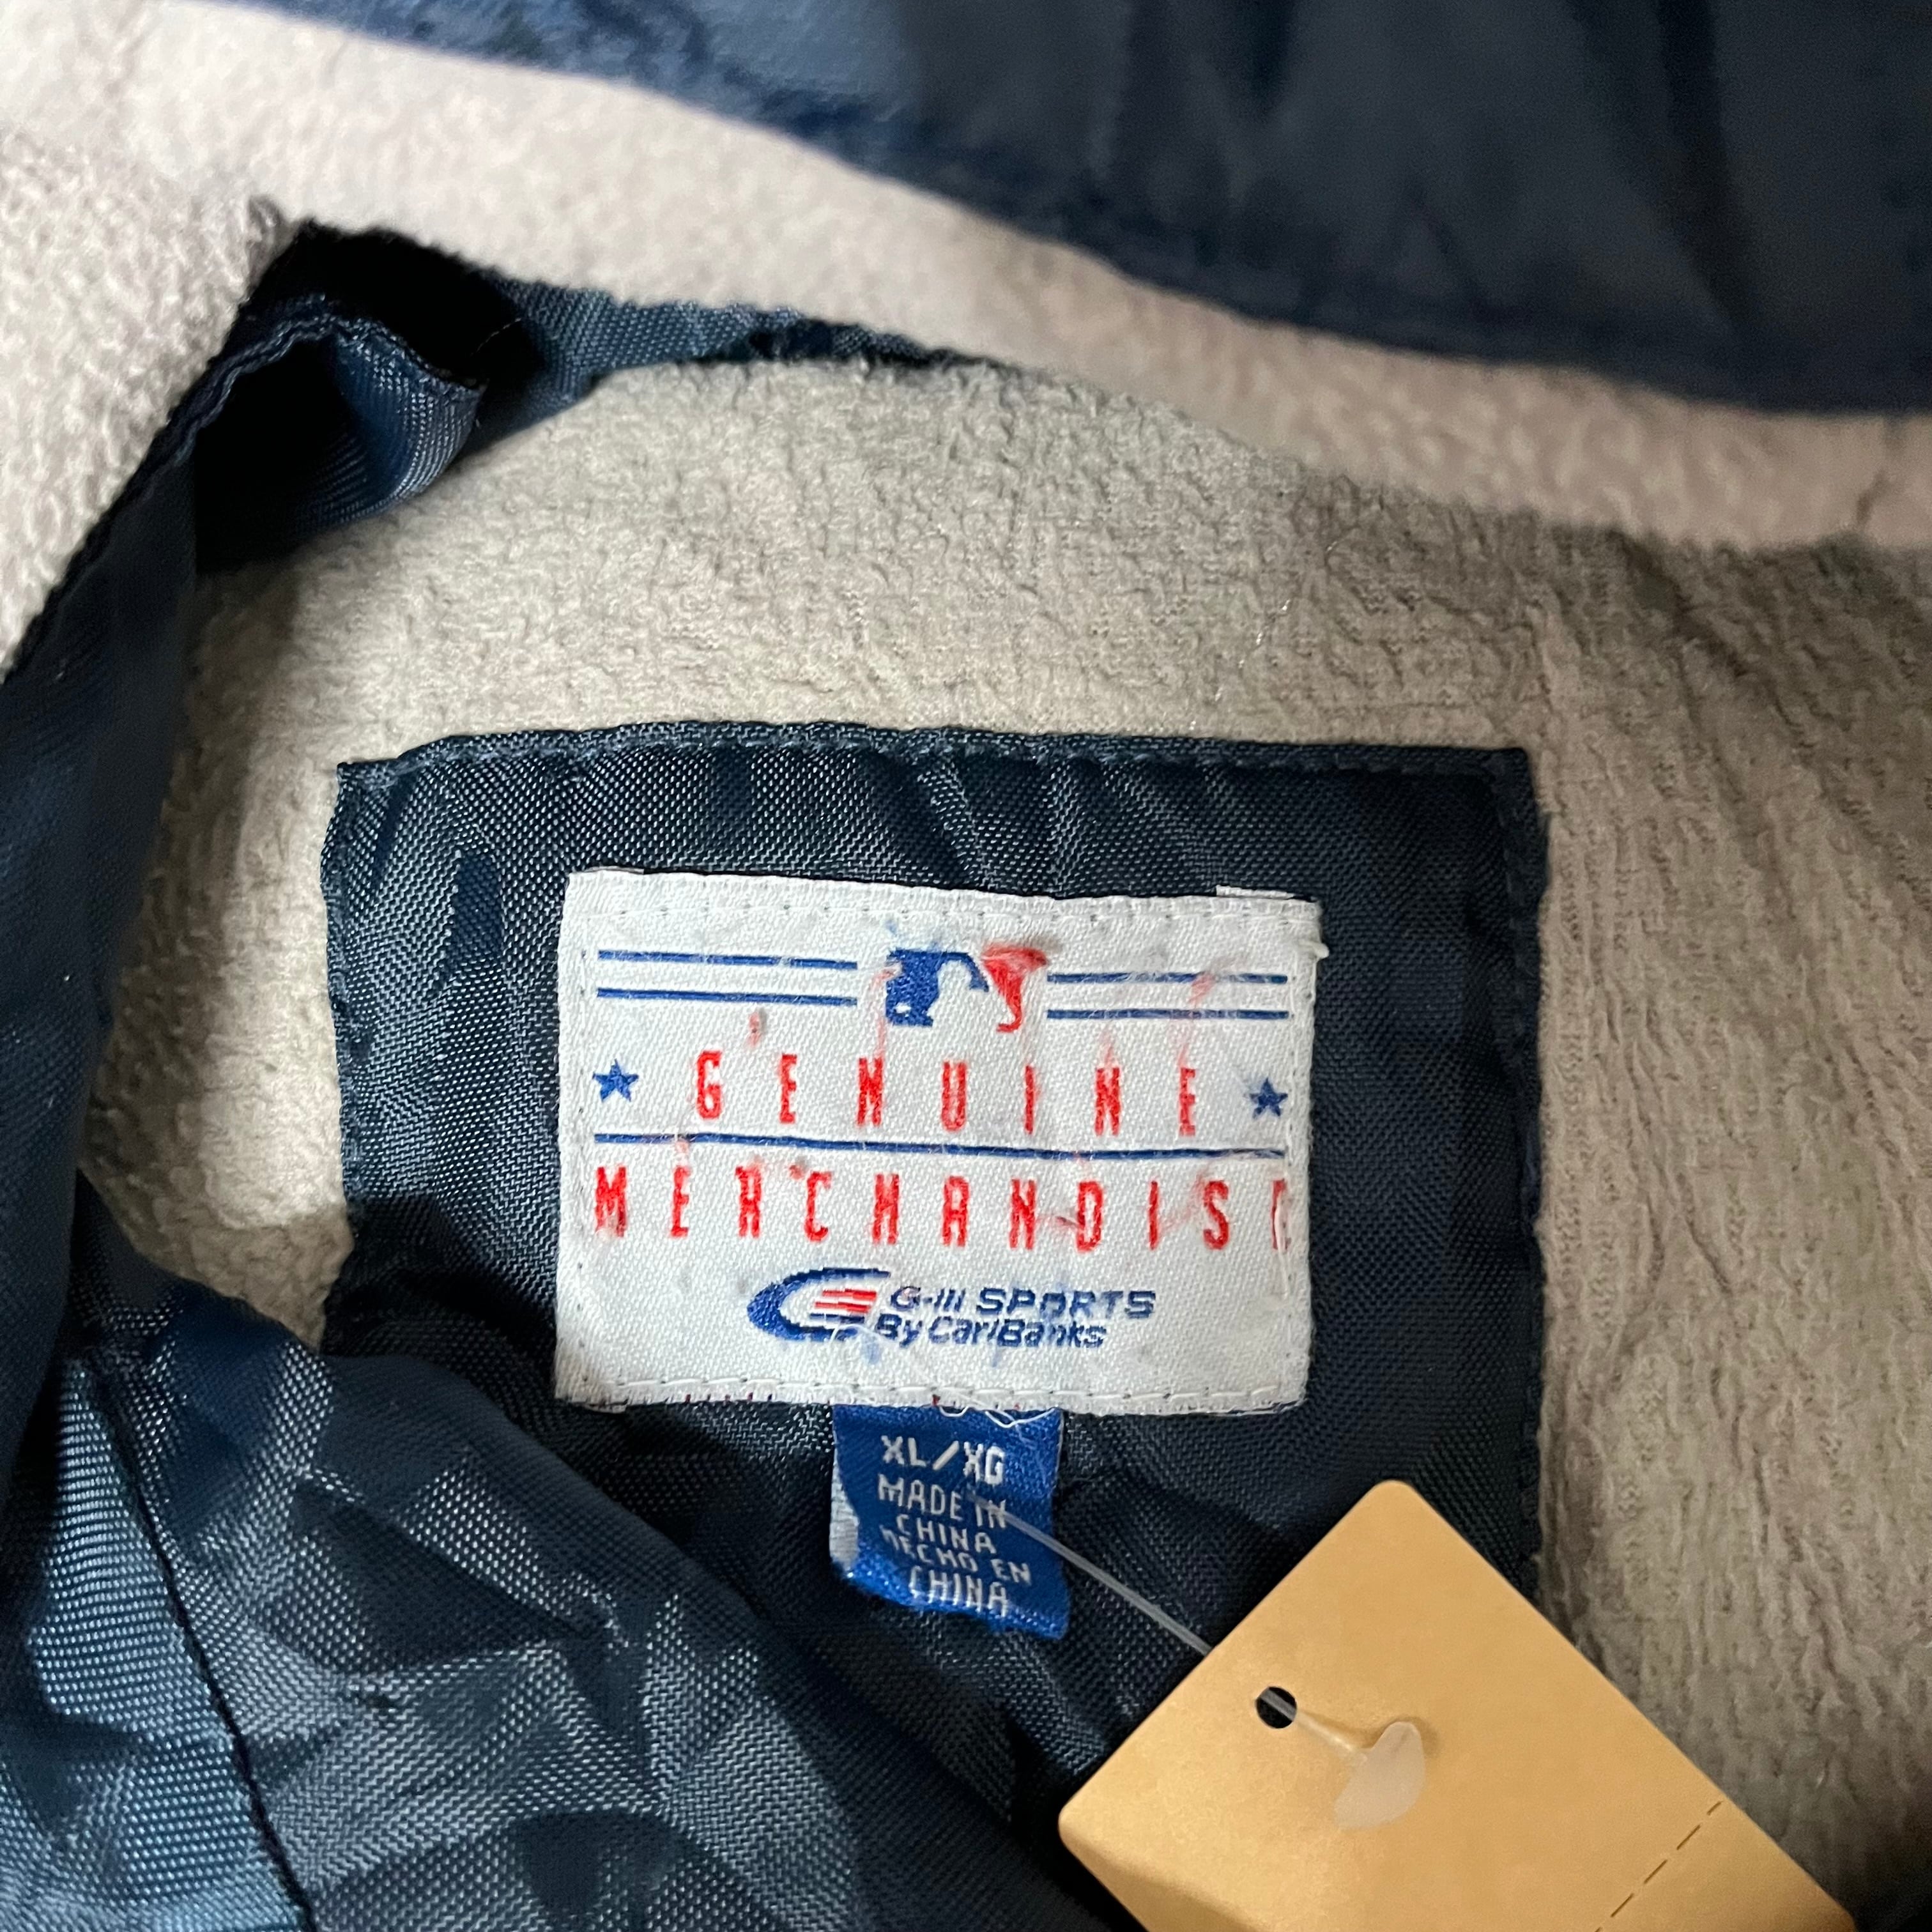 GENUINE
MERCHANDISE
G-III SPORTS
By Carl Banks
XL/XG
MADE IN
CHINA
HECHO EN
CHINA